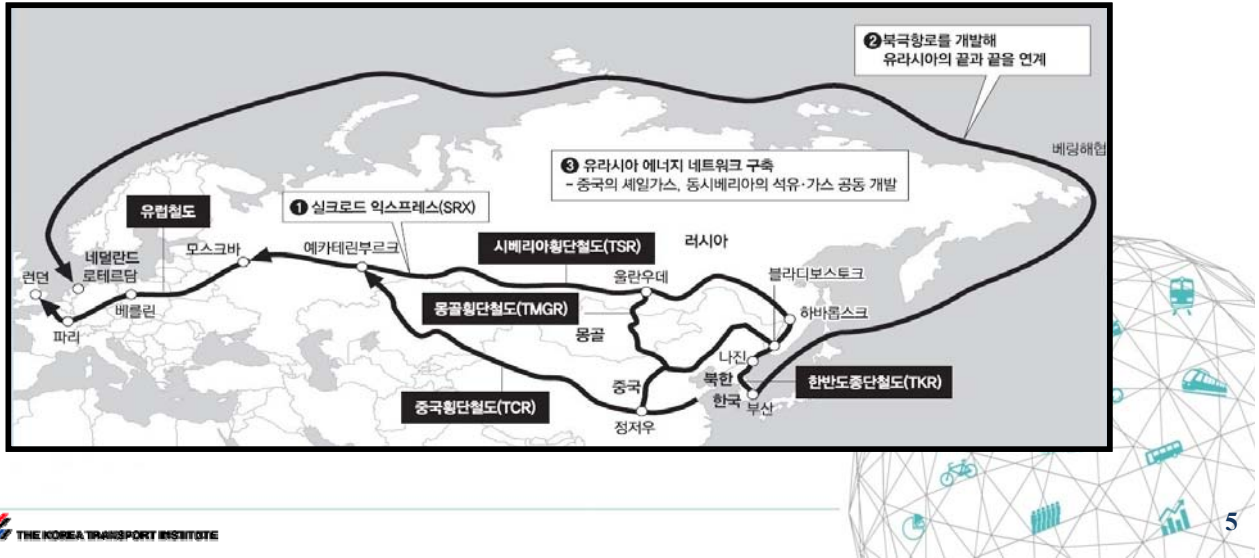 ❷북극항로를 개발해
유라시아의 끝과 끝을 연계
베링해협
❸ 유라시아 에너지 네트워크 구축
– 중국의 셰일가스, 동시베리아의 석유·가스 공동 개발
❶ 실크로드 익스프레스(SRX)
유럽철도
모스크바
예카테린부르크
시베리아횡단철도(TSR)
러시아
네덜란드
로테르담
런던
울란우데
블라디보스토크
베를린
몽골횡단철도(TMGR)
하바롭스크
파리
몽골
나진
중국
북한
한반도종단철도(TKR)
중국횡단철도(TCR)
한국
부산
정저우
THE KOREA TRANSPORT INSTITUTE
5